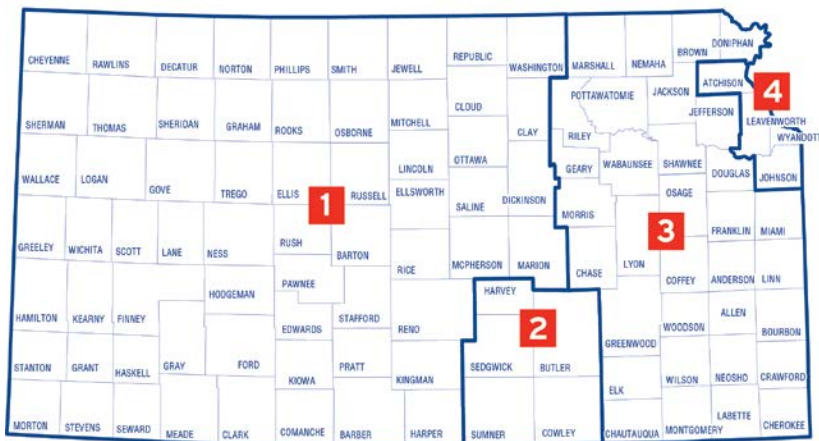 CHEYENNE RAWLINS DECATUR NORTON PHILLIPS SMITH JEWELL REPUBLIC WASHINGTON MARSHALL NEMAHA BROWN DONIPHAN
SHERMAN THOMAS SHERIDAN GRAHAM ROOKS OSBORNE MITCHELL CLOUD CLAY RILEY POTTAWATOMIE JACKSON ATCHISON 4
JEFFERSON LEAVENWORTH
WYANDOTT
LINCOLN OTTAWA GEARY WABAUNSEE SHAWNEE DOUGLAS JOHNSON
WALLACE LOGAN GOVE TREGO ELLIS 1 RUSSELL ELLSWORTH SALINE DICKINSON MORRIS OSAGE
GREELEY WICHITA SCOTT LANE NESS RUSH BARTON RICE MCPHERSON MARION CHASE LYON 3 FRANKLIN MIAMI
COFFEY ANDERSON LINN
HAMILTON KEARNY FINNEY HODGEMAN PAWNEE EDWARDS STAFFORD RENO HARVEY 2 GREENWOOD WOODSON ALLEN BOURBON
STANTON GRANT HASKELL GRAY FORD KIOWA PRATT KINGMAN SEDGWICK BUTLER ELK WILSON NEOSHO CRAWFORD
MORTON STEVENS SEWARD MEADE CLARK COMANCHE BARBER HARPER SUMNER COWLEY CHAUTAUQUA MONTGOMERY LABETTE CHEROKEE